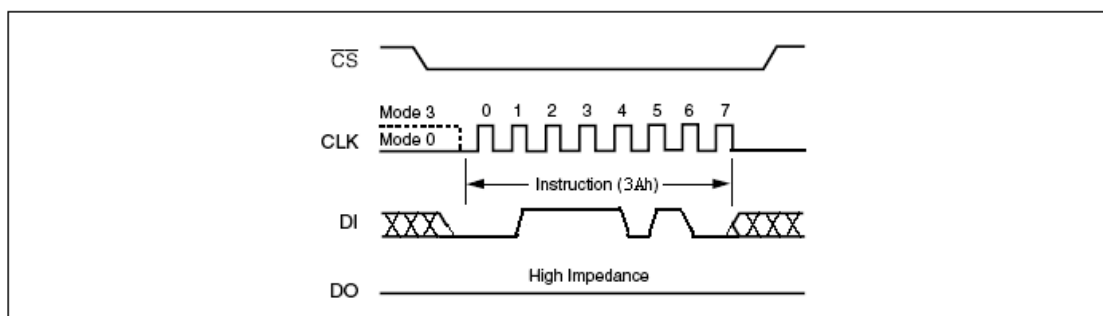 CS
Mode 3 0 1 2 3 4 5 6 7
CLK Mode 0
Instruction (3Ah)
DI
High Impedance
DO